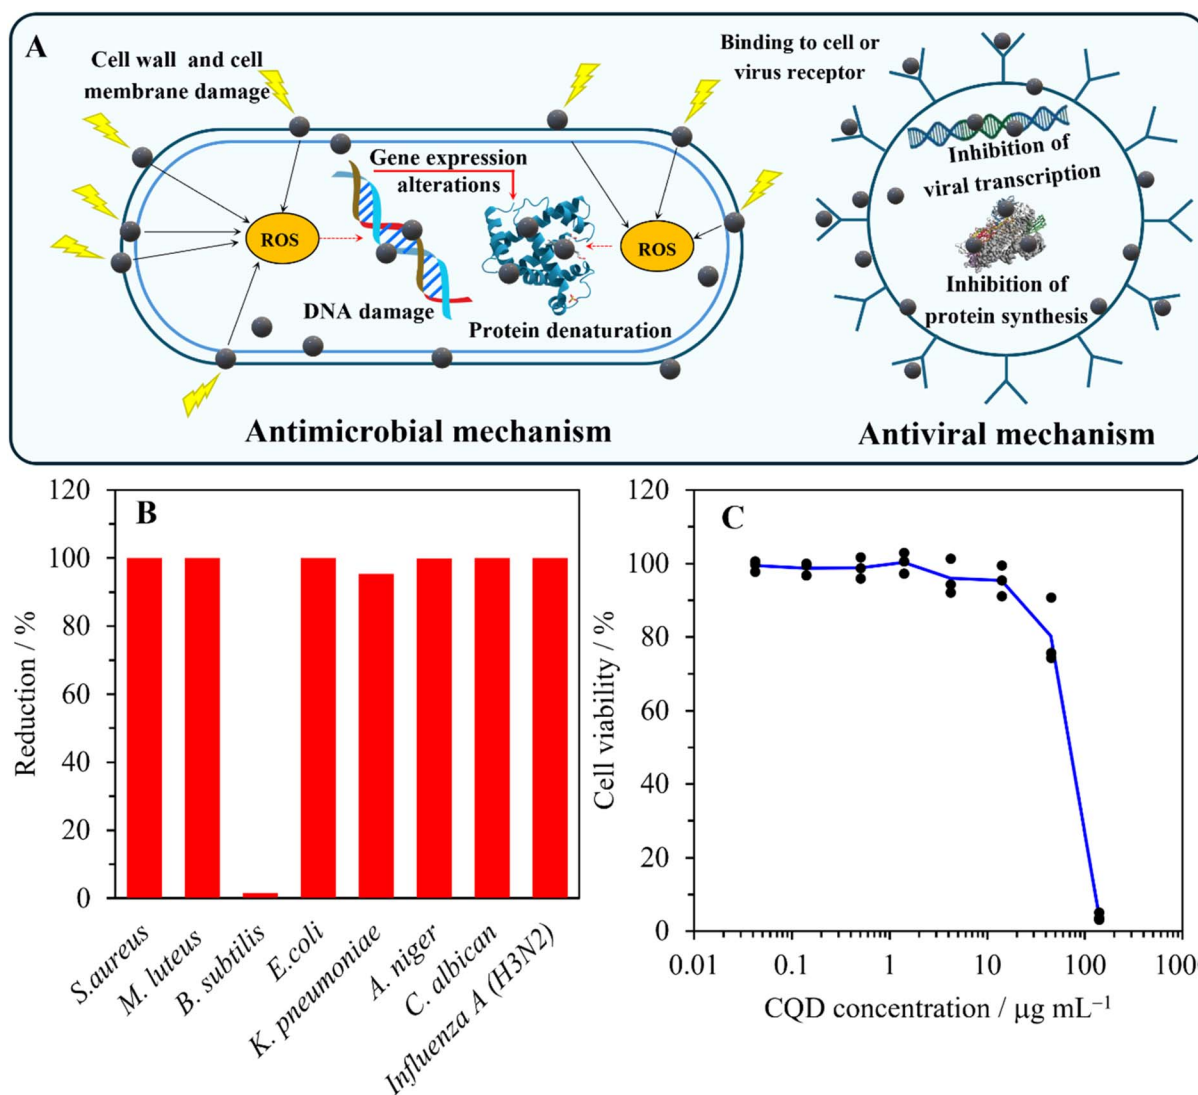 A
Cell wall and cell
membrane damage
Binding to cell or
virus receptor
Gene expression
alterations
ROS
ROS
DNA damage
Protein denaturation
Inhibition of
viral transcription
Inhibition of
protein synthesis
Antimicrobial mechanism
Antiviral mechanism
B
120
100
80
60
40
20
0
Reduction / %
S.aureus
M. luteus
B. subtilis
E.coli
K. pneumoniae
A. niger
C. albican
Influenza A (H3N2)
C
120
100
80
60
40
20
0
Cell viability / %
0.01
0.1
1
10
100
1000
CQD concentration / μg mL⁻¹